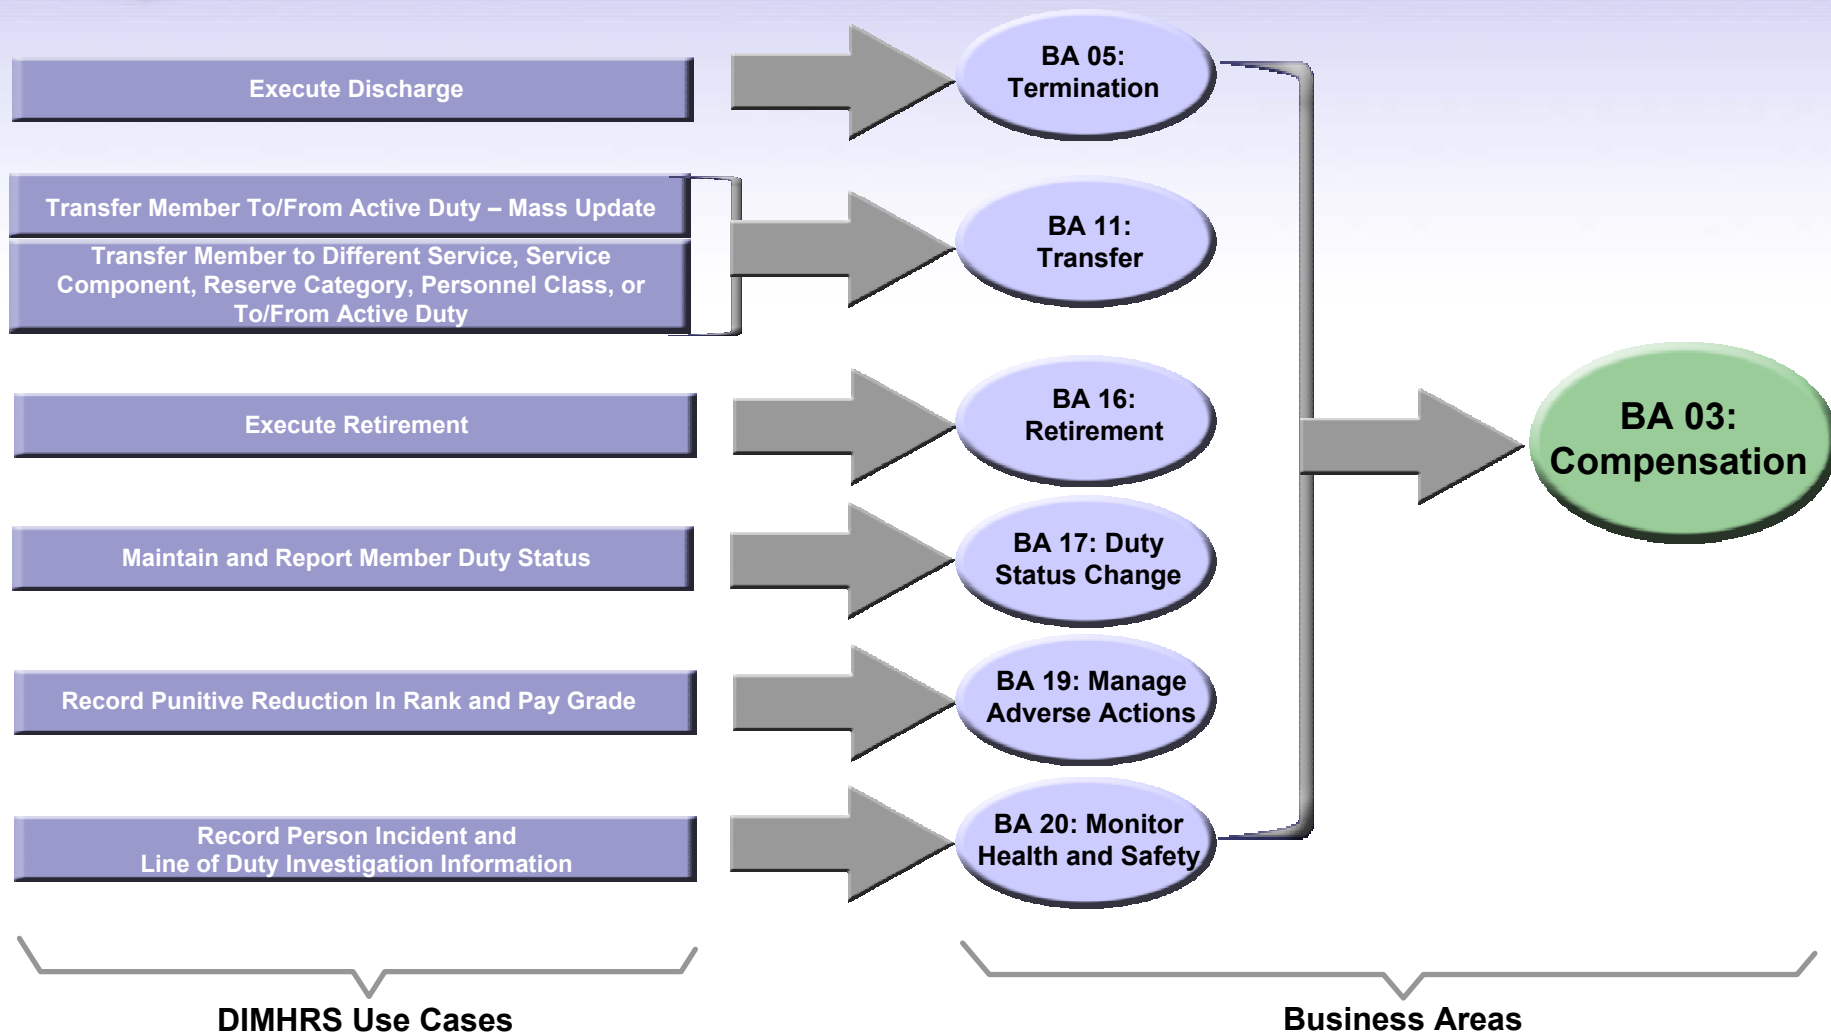 Execute Discharge
BA 05:
Termination
Transfer Member To/From Active Duty – Mass Update
Transfer Member to Different Service, Service
Component, Reserve Category, Personnel Class, or
To/From Active Duty
BA 11:
Transfer
Execute Retirement
BA 16:
Retirement
BA 03:
Compensation
Maintain and Report Member Duty Status
BA 17: Duty
Status Change
Record Punitive Reduction In Rank and Pay Grade
BA 19: Manage
Adverse Actions
Record Person Incident and
Line of Duty Investigation Information
BA 20: Monitor
Health and Safety
DIMHRS Use Cases
Business Areas